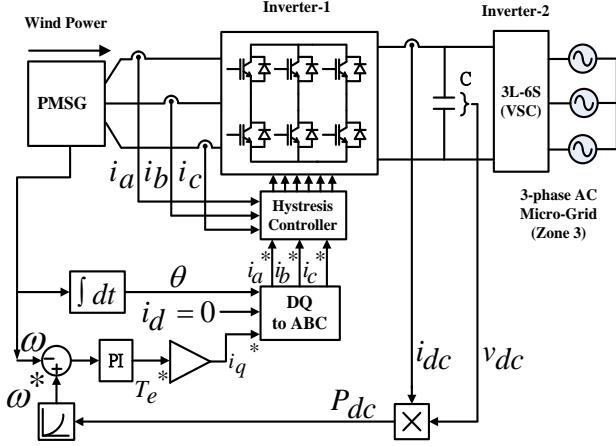 Inverter-1
Inverter-2
Wind Power
PMSG
C
}
3L-6S
(VSC)
i_a i_b i_c
3-phase AC
Micro-Grid
(Zone 3)
Hystresis
Controller
i_a* i_b* i_c*
∫ dt
θ
i_d = 0
DQ
to ABC
i_dc
v_dc
ω
−
+
PI
T_e*
i_q*
ω*
P_dc
×